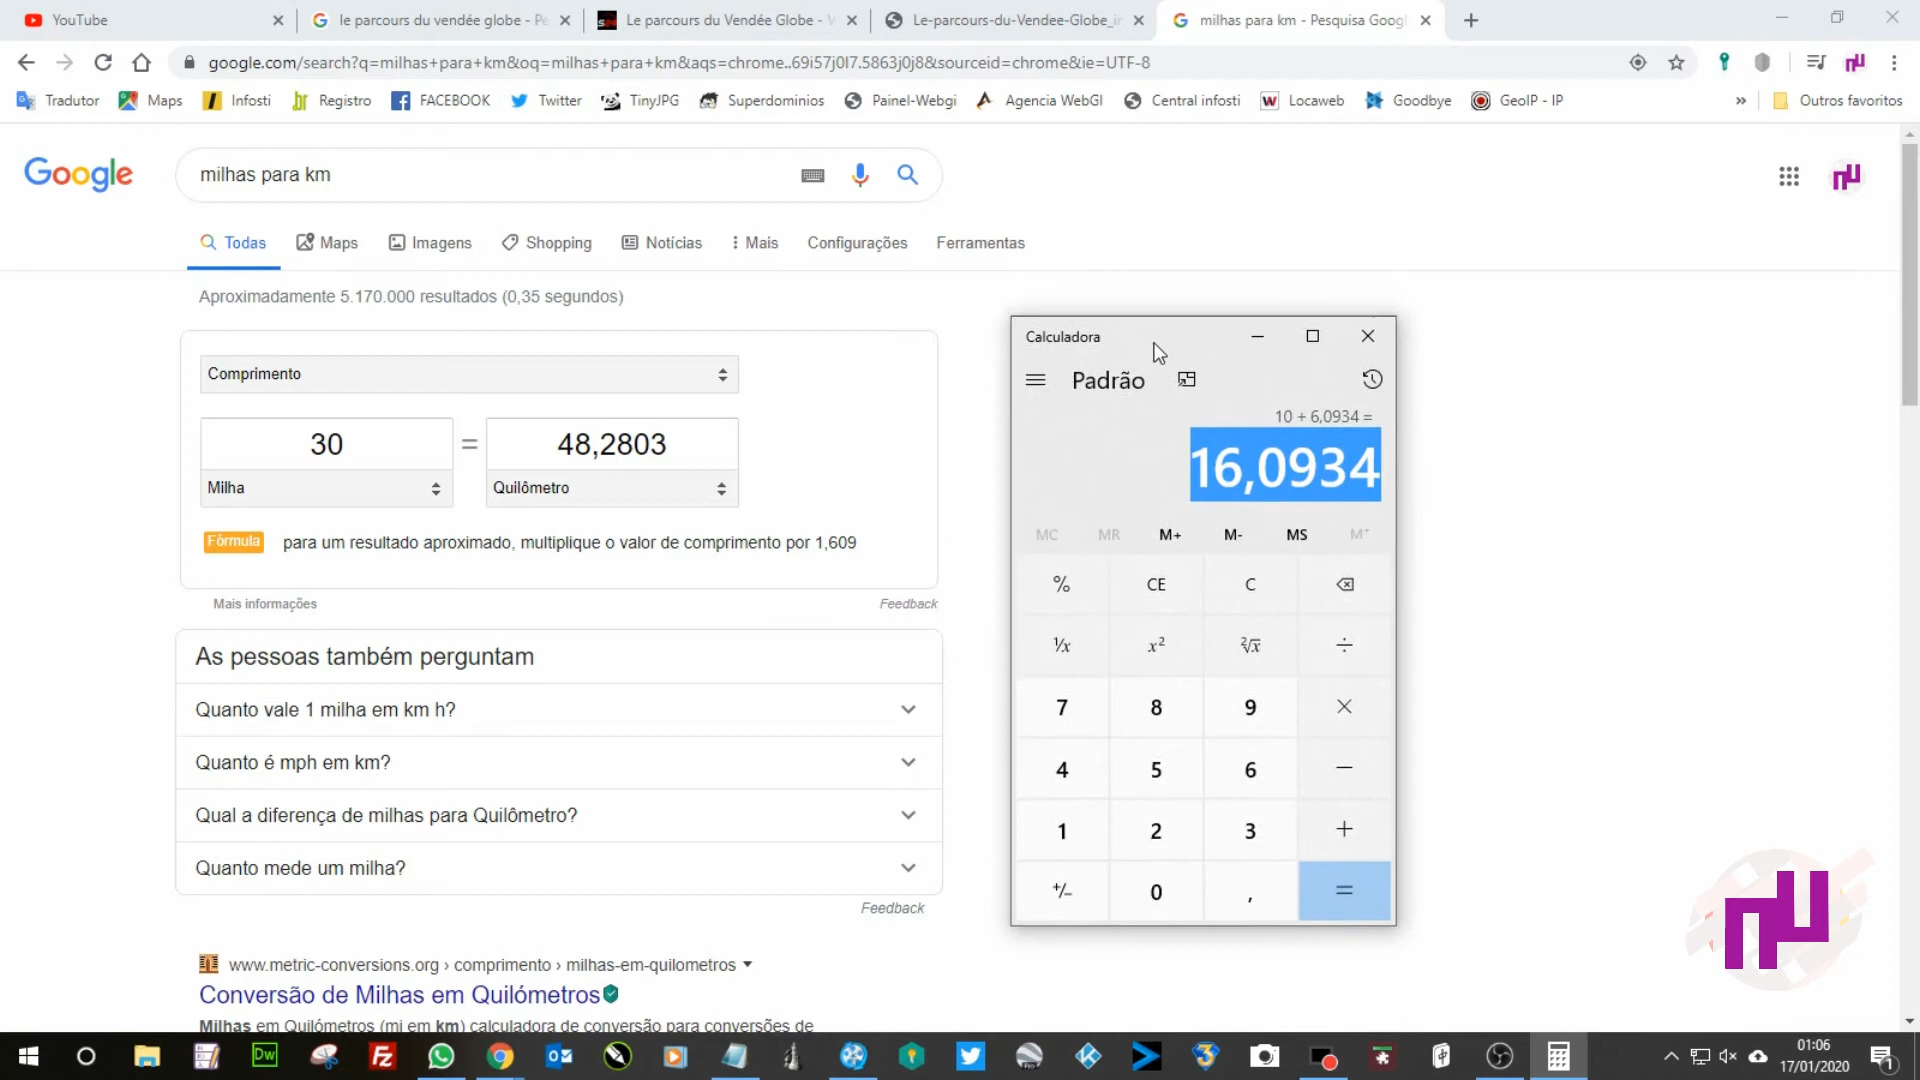 YouTube
le parcours du vendée globe - Pe
Le parcours du Vendée Globe - V
Le-parcours-du-Vendee-Globe_in
milhas para km - Pesquisa Googl
google.com/search?q=milhas+para+km&oq=milhas+para+km&aqs=chrome..69i57j0l7.5863j0j8&sourceid=chrome&ie=UTF-8
Tradutor
Maps
Infosti
Registro
FACEBOOK
Twitter
TinyJPG
Superdominios
Painel-Webgi
Agencia WebGI
Central infosti
Locaweb
Goodbye
GeoIP - IP
»
Outros favoritos
Google
milhas para km
Todas
Maps
Imagens
Shopping
Notícias
Mais
Configurações
Ferramentas
Aproximadamente 5.170.000 resultados (0,35 segundos)
Comprimento
30 = 48,2803
Milha
Quilômetro
Fórmula
para um resultado aproximado, multiplique o valor de comprimento por 1,609
Mais informações
Feedback
As pessoas também perguntam
Quanto vale 1 milha em km h?
Quanto é mph em km?
Qual a diferença de milhas para Quilômetro?
Quanto mede um milha?
Feedback
www.metric-conversions.org › comprimento › milhas-em-quilometros
Conversão de Milhas em Quilómetros
Milhas em Quilómetros (mi em km) calculadora de conversão para conversões de
Calculadora
Padrão
10 + 6,0934 =
16,0934
MC MR M+ M- MS M˅
% CE C
¹/x x² ²√x ÷
7 8 9 ×
4 5 6 −
1 2 3 +
+/− 0 , =
01:06
17/01/2020
1